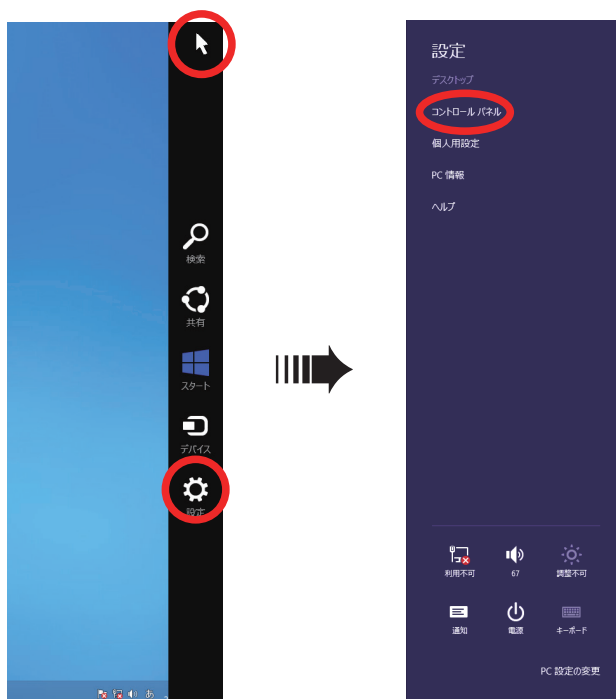 検索
共有
スタート
デバイス
設定
あ
設定
デスクトップ
コントロール パネル
個人用設定
PC 情報
ヘルプ
利用不可
67
調整不可
通知
電源
キーボード
PC 設定の変更